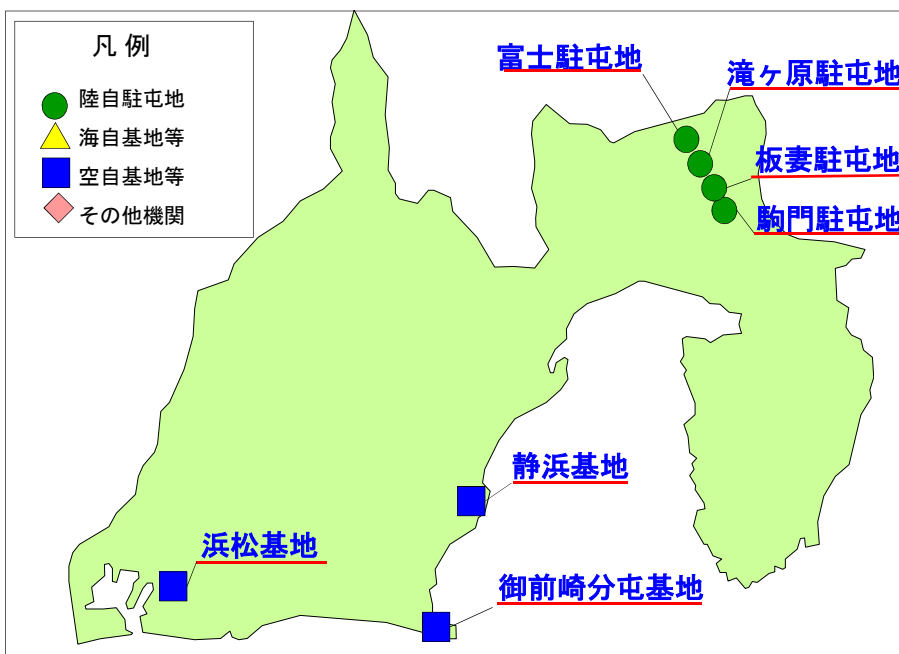 凡 例
陸自駐屯地
海自基地等
空自基地等
その他機関
富士駐屯地
滝ヶ原駐屯地
板妻駐屯地
駒門駐屯地
静浜基地
浜松基地
御前崎分屯基地